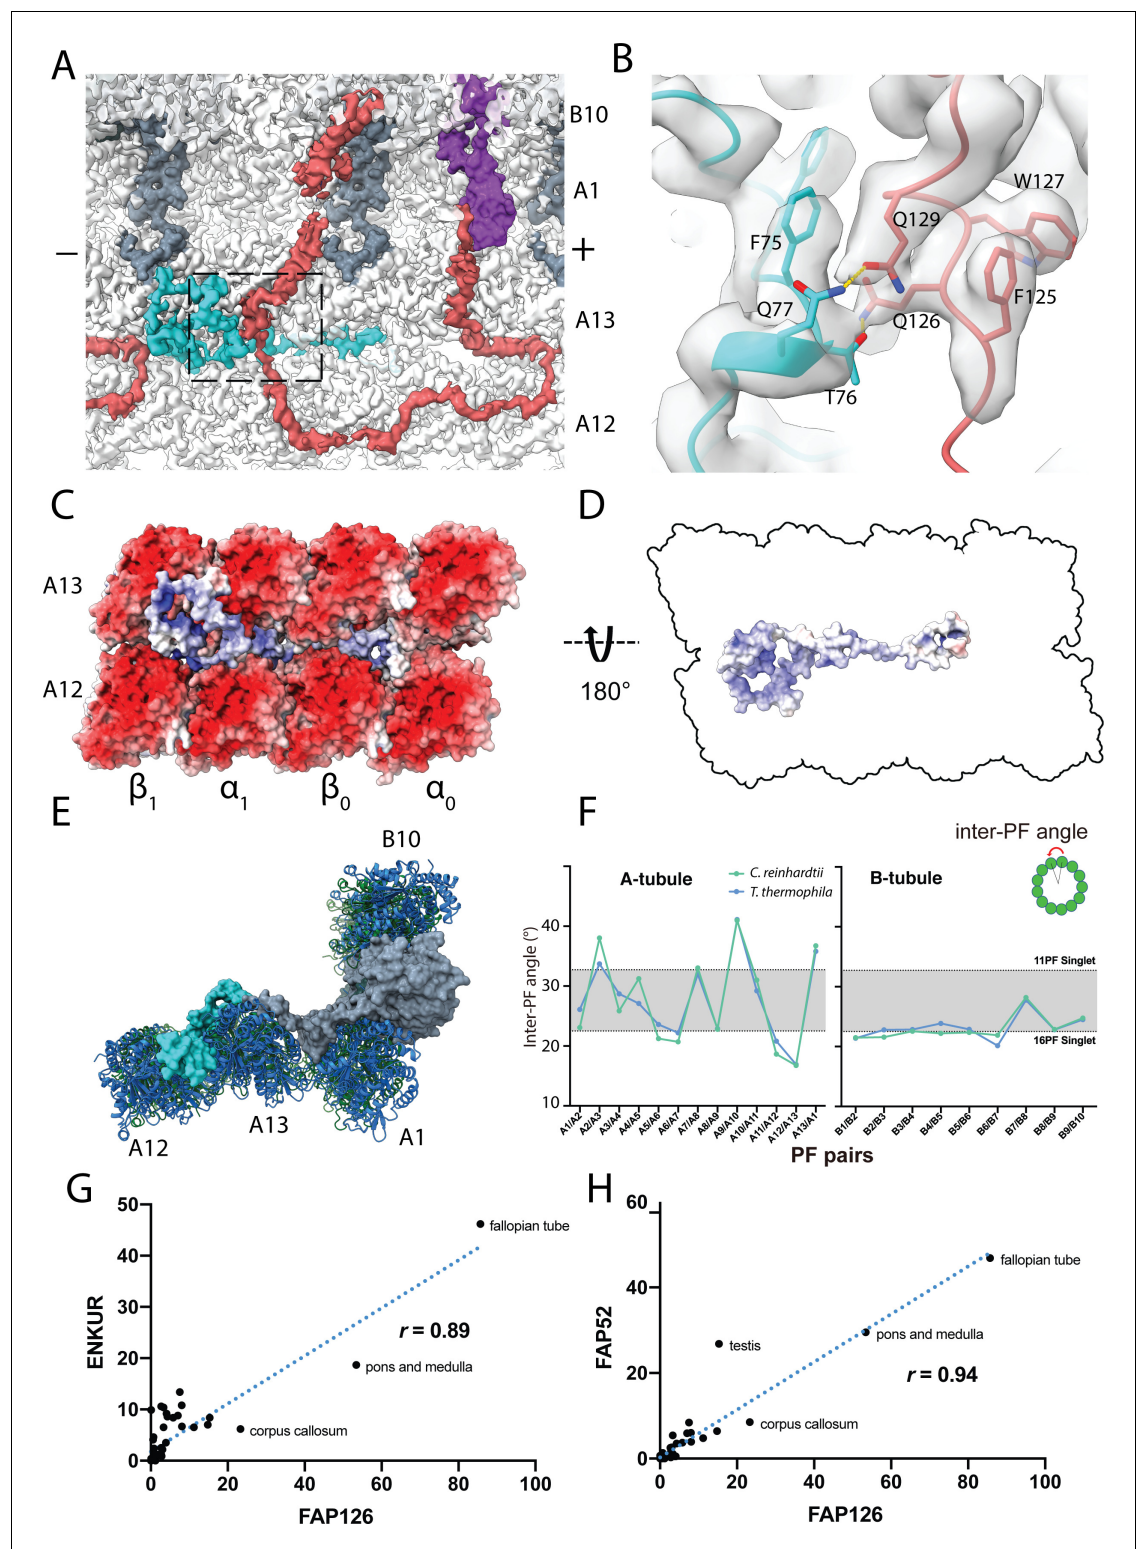 A
B10
A1
−
+
A13
A12
B
W127
Q129
F75
F125
Q77
Q126
T76
C
A13
A12
β1
α1
β0
α0
D
180°
E
B10
A12
A13
A1
F
inter-PF angle
A-tubule
C. reinhardtii
T. thermophila
B-tubule
Inter-PF angle (°)
40
30
20
10
11PF Singlet
16PF Singlet
A1/A2
A2/A3
A3/A4
A4/A5
A5/A6
A6/A7
A7/A8
A8/A9
A9/A10
A10/A11
A11/A12
A12/A13
A13/A1
B1/B2
B2/B3
B3/B4
B4/B5
B5/B6
B6/B7
B7/B8
B8/B9
B9/B10
PF pairs
G
ENKUR
50
40
30
20
10
0
fallopian tube
r = 0.89
pons and medulla
corpus callosum
0 20 40 60 80 100
FAP126
H
FAP52
60
40
20
0
fallopian tube
pons and medulla
testis
r = 0.94
corpus callosum
0 20 40 60 80 100
FAP126